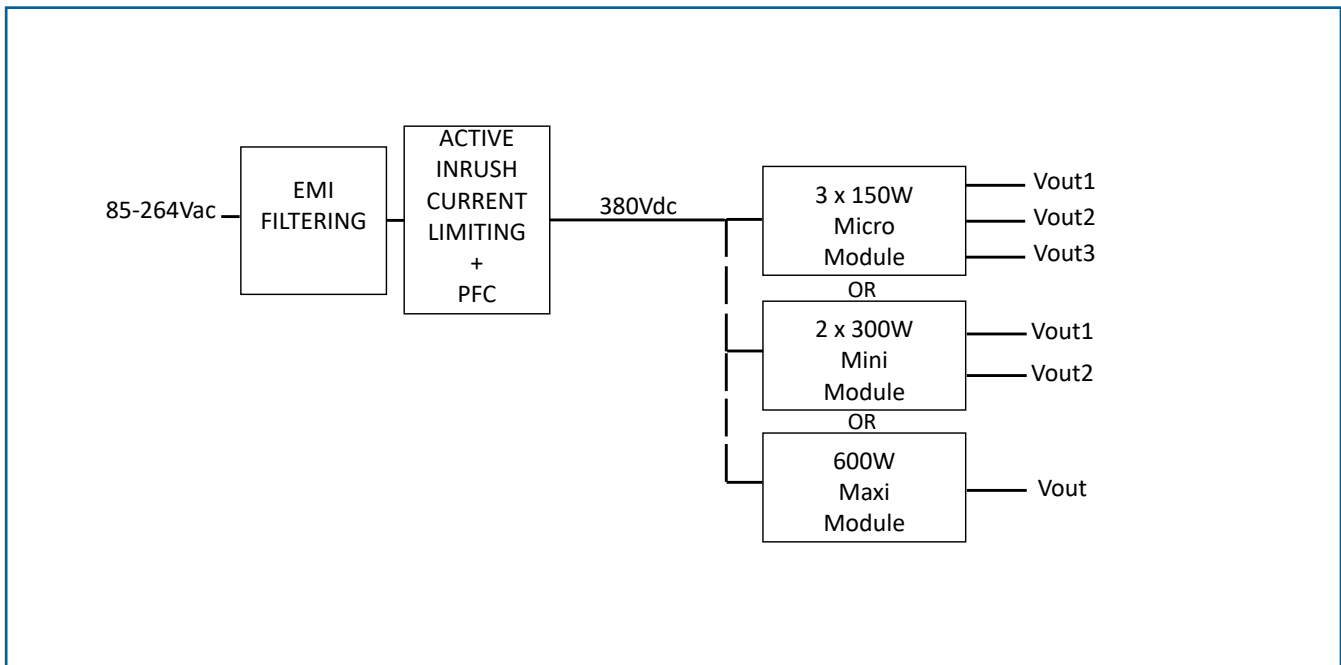 85-264Vac
EMI
FILTERING
ACTIVE
INRUSH
CURRENT
LIMITING
+
PFC
380Vdc
3 x 150W
Micro
Module
Vout1
Vout2
Vout3
OR
2 x 300W
Mini
Module
Vout1
Vout2
OR
600W
Maxi
Module
Vout